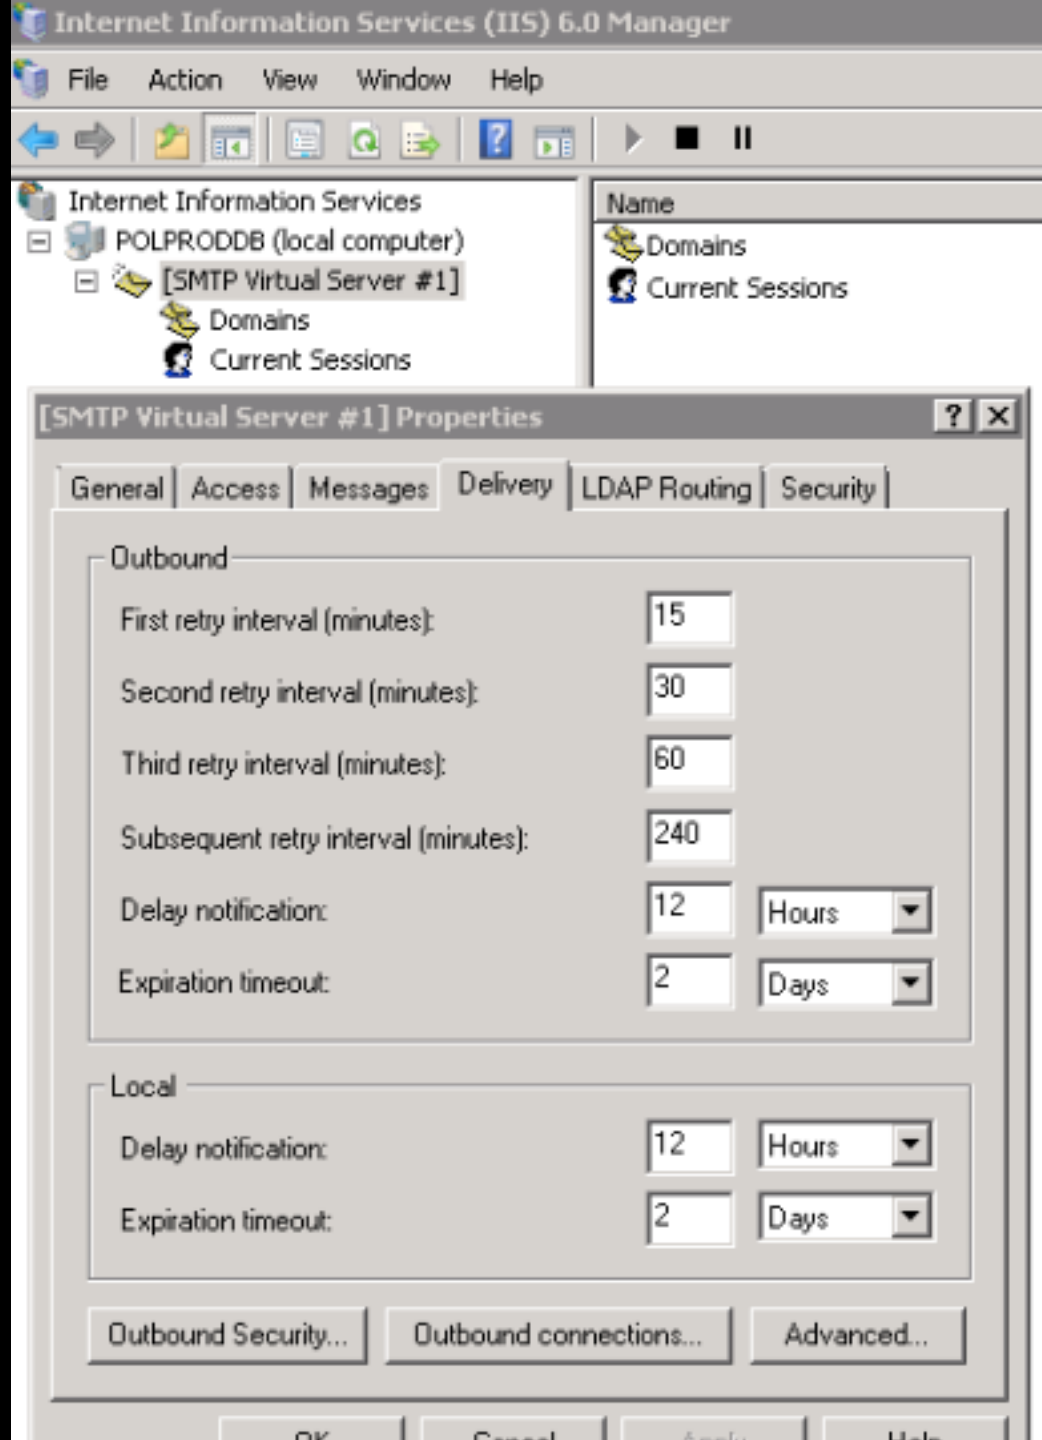 Internet Information Services (IIS) 6.0 Manager
File Action View Window Help
Internet Information Services
POLPRODDB (local computer)
[SMTP Virtual Server #1]
Domains
Current Sessions
Name
Domains
Current Sessions
[SMTP Virtual Server #1] Properties
General Access Messages Delivery LDAP Routing Security
Outbound
First retry interval (minutes): 15
Second retry interval (minutes): 30
Third retry interval (minutes): 60
Subsequent retry interval (minutes): 240
Delay notification: 12 Hours
Expiration timeout: 2 Days
Local
Delay notification: 12 Hours
Expiration timeout: 2 Days
Outbound Security... Outbound connections... Advanced...
OK Cancel Apply Help